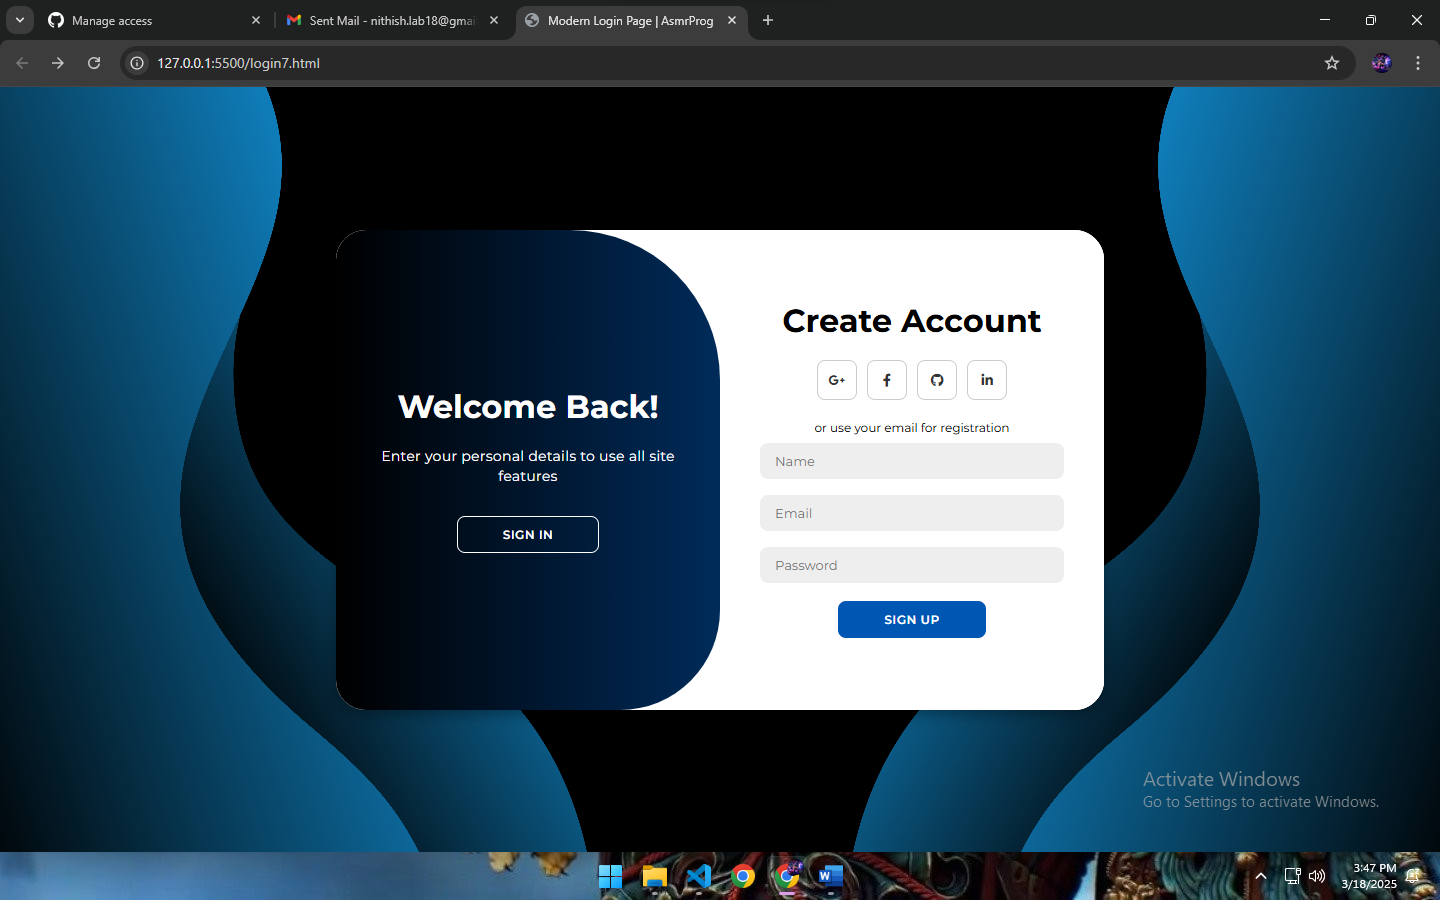 Manage access
Sent Mail - nithish.lab18@gmai
Modern Login Page | AsmrProg
127.0.0.1:5500/login7.html
Welcome Back!
Enter your personal details to use all site
features
SIGN IN
Create Account
G+
f
in
or use your email for registration
Name
Email
Password
SIGN UP
Activate Windows
Go to Settings to activate Windows.
W
3:47 PM
3/18/2025